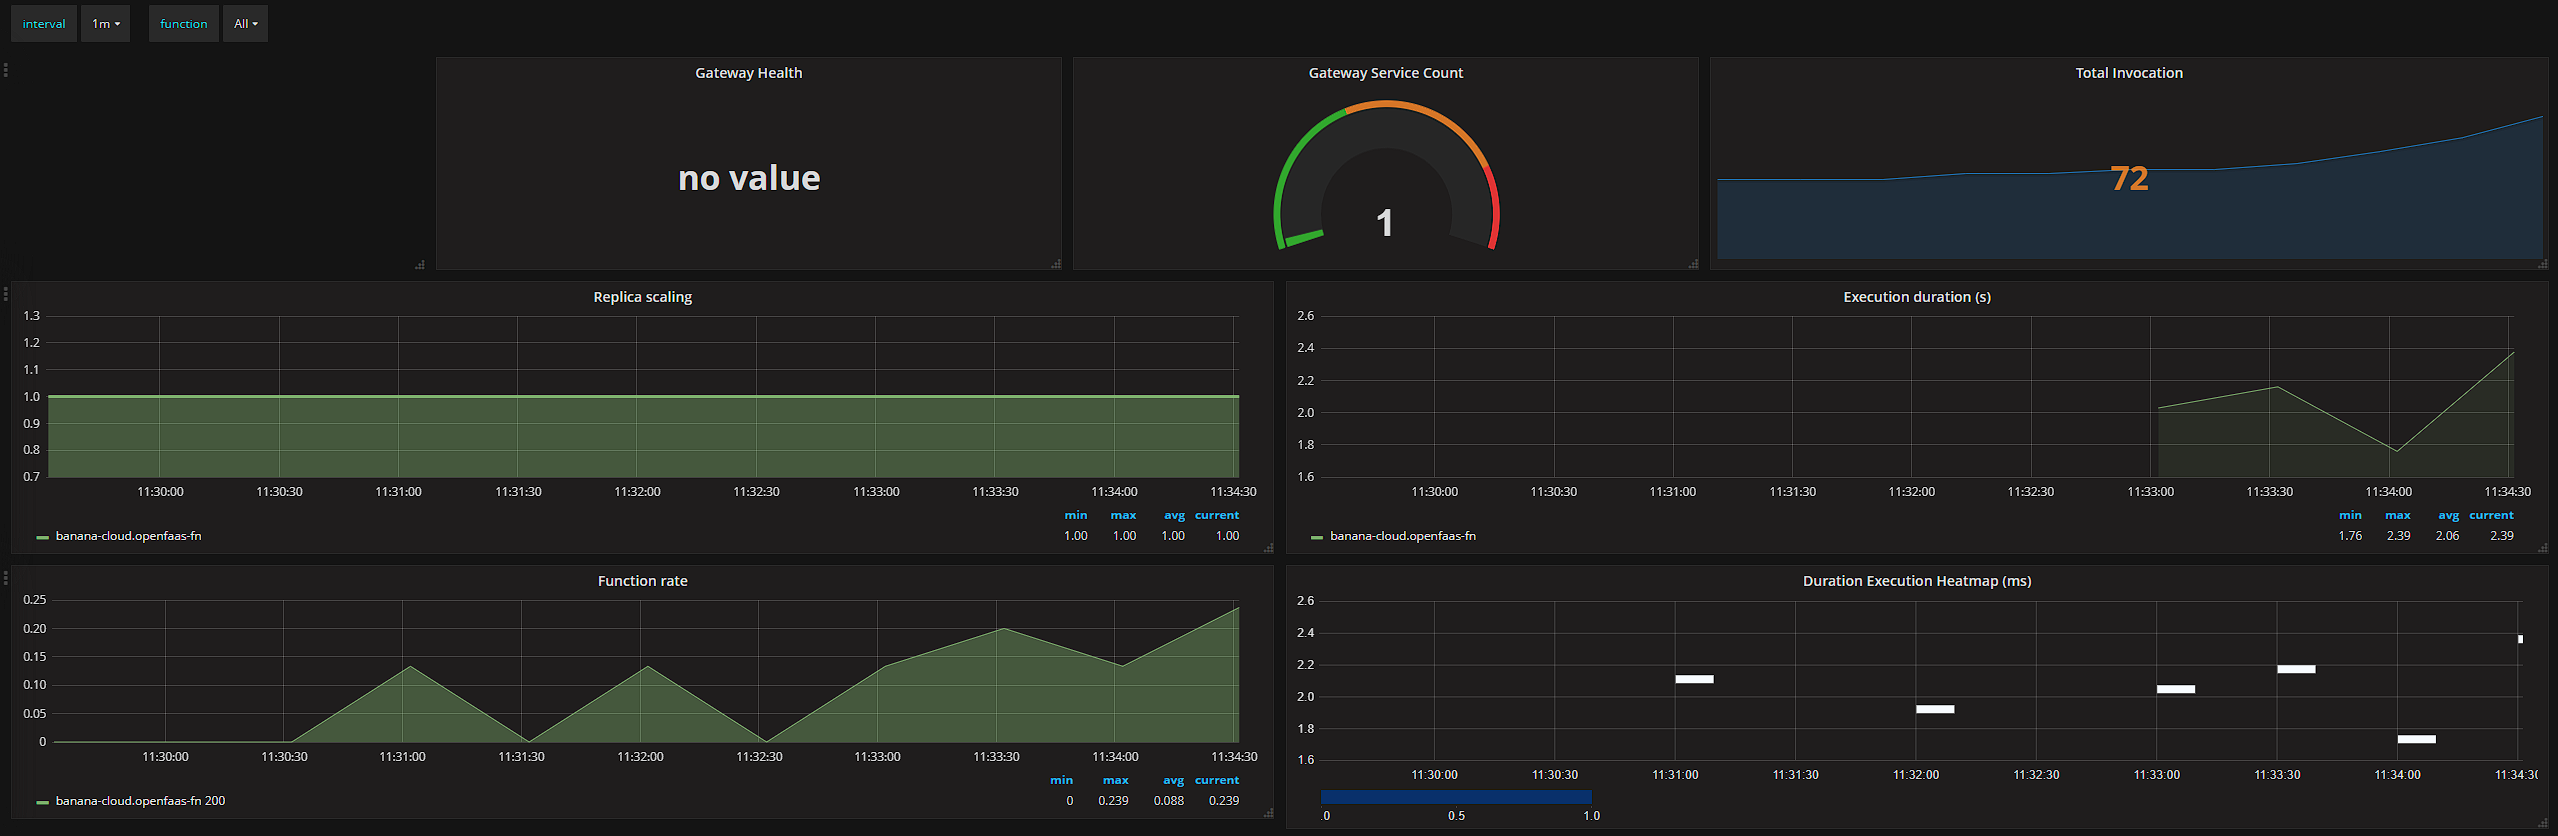 interval 1m function All
Gateway Health
no value
Gateway Service Count
1
Total Invocation
72
Replica scaling
1.3
1.2
1.1
1.0
0.9
0.8
0.7
11:30:00 11:30:30 11:31:00 11:31:30 11:32:00 11:32:30 11:33:00 11:33:30 11:34:00 11:34:30
min max avg current
banana-cloud.openfaas-fn 1.00 1.00 1.00 1.00
Execution duration (s)
2.6
2.4
2.2
2.0
1.8
1.6
11:30:00 11:30:30 11:31:00 11:31:30 11:32:00 11:32:30 11:33:00 11:33:30 11:34:00 11:34:30
min max avg current
banana-cloud.openfaas-fn 1.76 2.39 2.06 2.39
Function rate
0.25
0.20
0.15
0.10
0.05
0
11:30:00 11:30:30 11:31:00 11:31:30 11:32:00 11:32:30 11:33:00 11:33:30 11:34:00 11:34:30
min max avg current
banana-cloud.openfaas-fn 200 0 0.239 0.088 0.239
Duration Execution Heatmap (ms)
2.6
2.4
2.2
2.0
1.8
1.6
11:30:00 11:30:30 11:31:00 11:31:30 11:32:00 11:32:30 11:33:00 11:33:30 11:34:00 11:34:30
.0 0.5 1.0